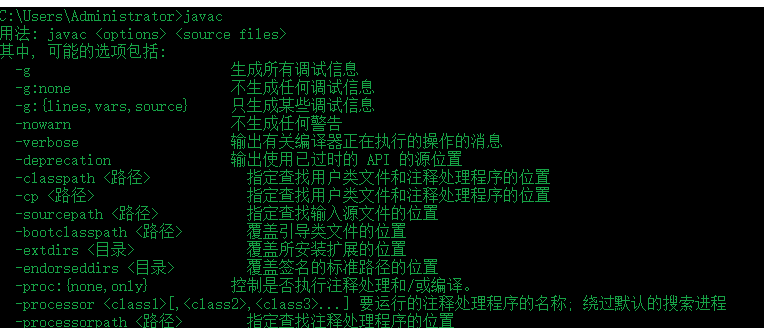 C:\Users\Administrator>javac
用法: javac <options> <source files>
其中, 可能的选项包括:
-g 生成所有调试信息
-g:none 不生成任何调试信息
-g:{lines,vars,source} 只生成某些调试信息
-nowarn 不生成任何警告
-verbose 输出有关编译器正在执行的操作的消息
-deprecation 输出使用已过时的 API 的源位置
-classpath <路径> 指定查找用户类文件和注释处理程序的位置
-cp <路径> 指定查找用户类文件和注释处理程序的位置
-sourcepath <路径> 指定查找输入源文件的位置
-bootclasspath <路径> 覆盖引导类文件的位置
-extdirs <目录> 覆盖所安装扩展的位置
-endorseddirs <目录> 覆盖签名的标准路径的位置
-proc:{none,only} 控制是否执行注释处理和/或编译。
-processor <class1>[,<class2>,<class3>...] 要运行的注释处理程序的名称; 绕过默认的搜索进程
-processorpath <路径> 指定查找注释处理程序的位置